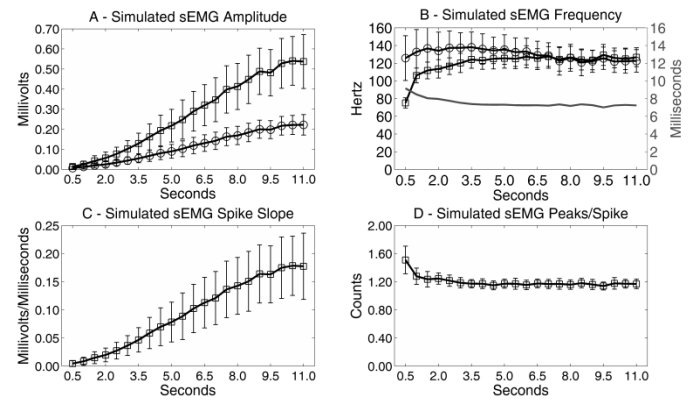 A - Simulated sEMG Amplitude
Millivolts
0.70
0.60
0.50
0.40
0.30
0.20
0.10
0.00
0.5 2.0 3.5 5.0 6.5 8.0 9.5 11.0
Seconds
B - Simulated sEMG Frequency
Hertz
160
140
120
100
80
60
40
20
0
16
14
12
10
8
6
4
2
0
Milliseconds
0.5 2.0 3.5 5.0 6.5 8.0 9.5 11.0
Seconds
C - Simulated sEMG Spike Slope
Millivolts/Milliseconds
0.25
0.20
0.15
0.10
0.05
0.00
0.5 2.0 3.5 5.0 6.5 8.0 9.5 11.0
Seconds
D - Simulated sEMG Peaks/Spike
Counts
2.00
1.60
1.20
0.80
0.40
0.00
0.5 2.0 3.5 5.0 6.5 8.0 9.5 11.0
Seconds